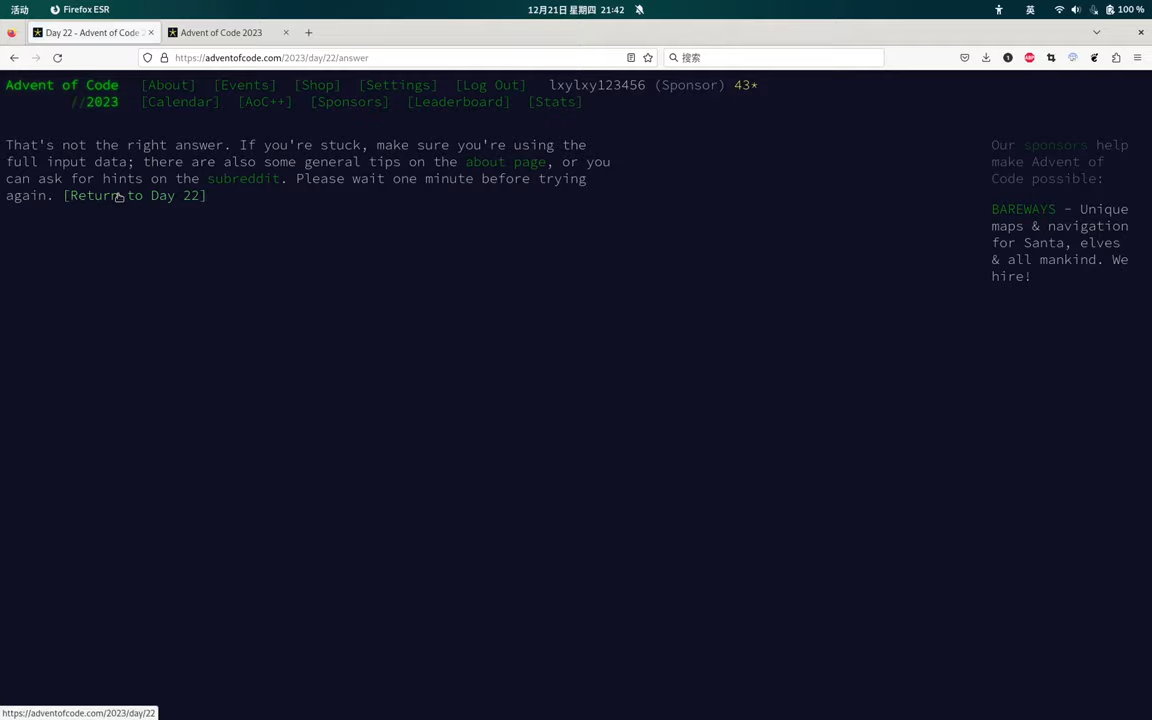 活动 Firefox ESR 12月21日 星期四 21:42 英 100 %
Day 22 - Advent of Code 2 Advent of Code 2023
https://adventofcode.com/2023/day/22/answer 搜索
Advent of Code [About] [Events] [Shop] [Settings] [Log Out] lxylxy123456 (Sponsor) 43*
//2023 [Calendar] [AoC++] [Sponsors] [Leaderboard] [Stats]
That's not the right answer. If you're stuck, make sure you're using the
full input data; there are also some general tips on the about page, or you
can ask for hints on the subreddit. Please wait one minute before trying
again. [Return to Day 22]
Our sponsors help
make Advent of
Code possible:
BAREWAYS - Unique
maps & navigation
for Santa, elves
& all mankind. We
hire!
https://adventofcode.com/2023/day/22